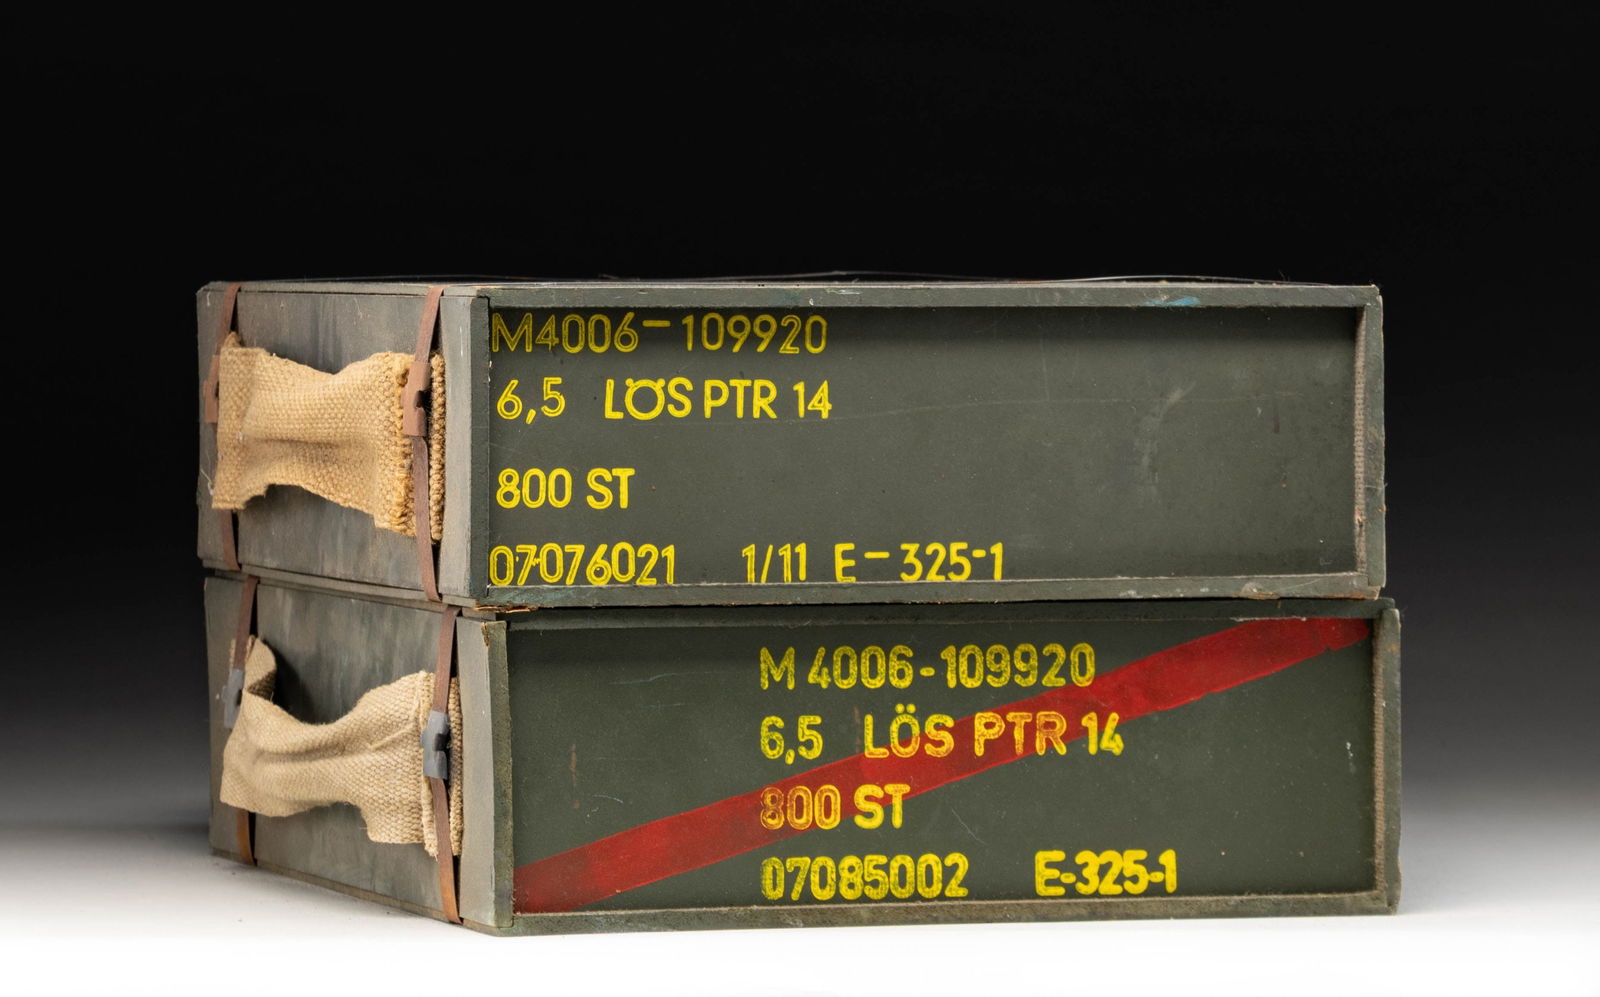 M4006-109920
6,5 LÖS PTR 14
800 ST
07076021 1/11 E-325-1
M 4006-109920
6,5 LÖS PTR 14
800 ST
07085002 E-325-1